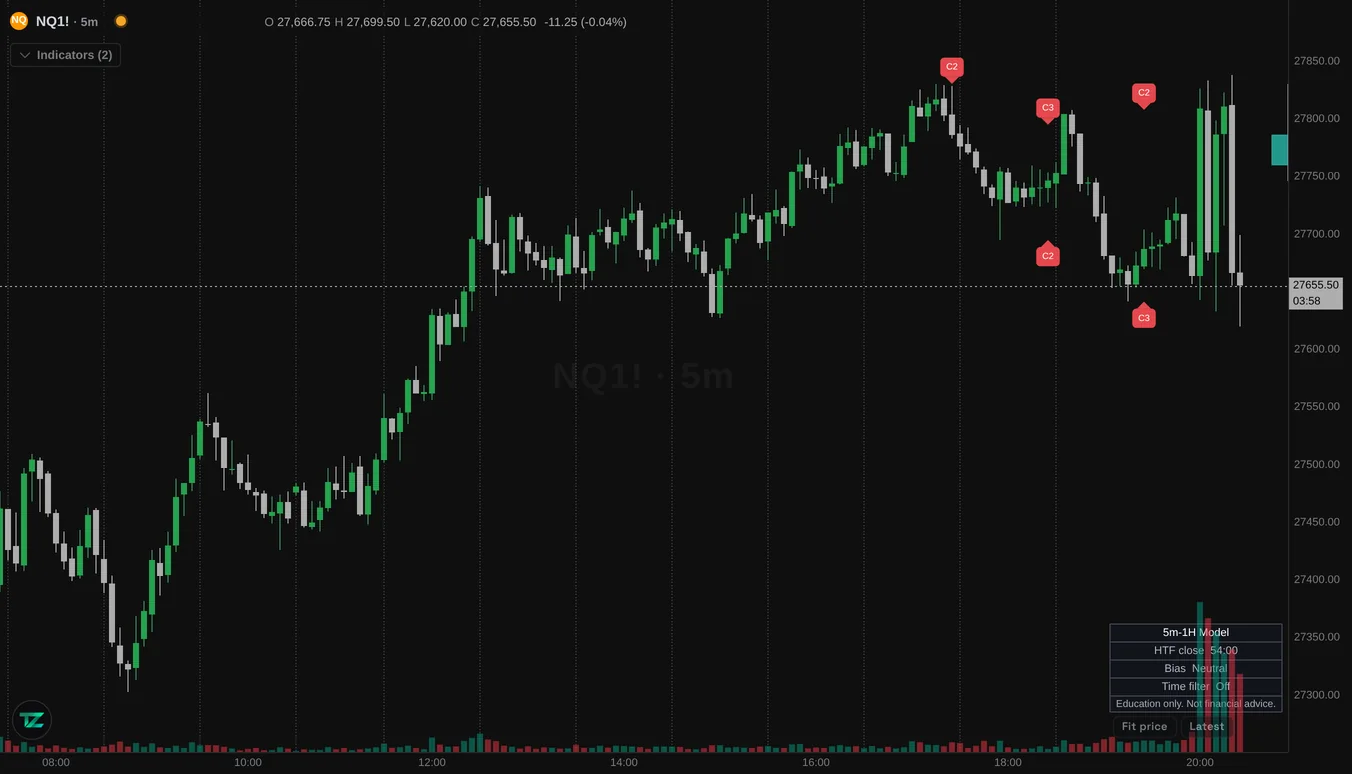 NQ NQ1! · 5m O 27,666.75 H 27,699.50 L 27,620.00 C 27,655.50 -11.25 (-0.04%)
Indicators (2)
27850.00
C2
C2
C3
27800.00
27750.00
27700.00
C2
27655.50
03:58
C3
27600.00
NQ1! · 5m
27550.00
27500.00
27450.00
27400.00
5m-1H Model
27350.00
HTF close 54:00
Bias Neutral
Time filter Off
27300.00
Education only. Not financial advice.
TZ
Fit price Latest
08:00 10:00 12:00 14:00 16:00 18:00 20:00